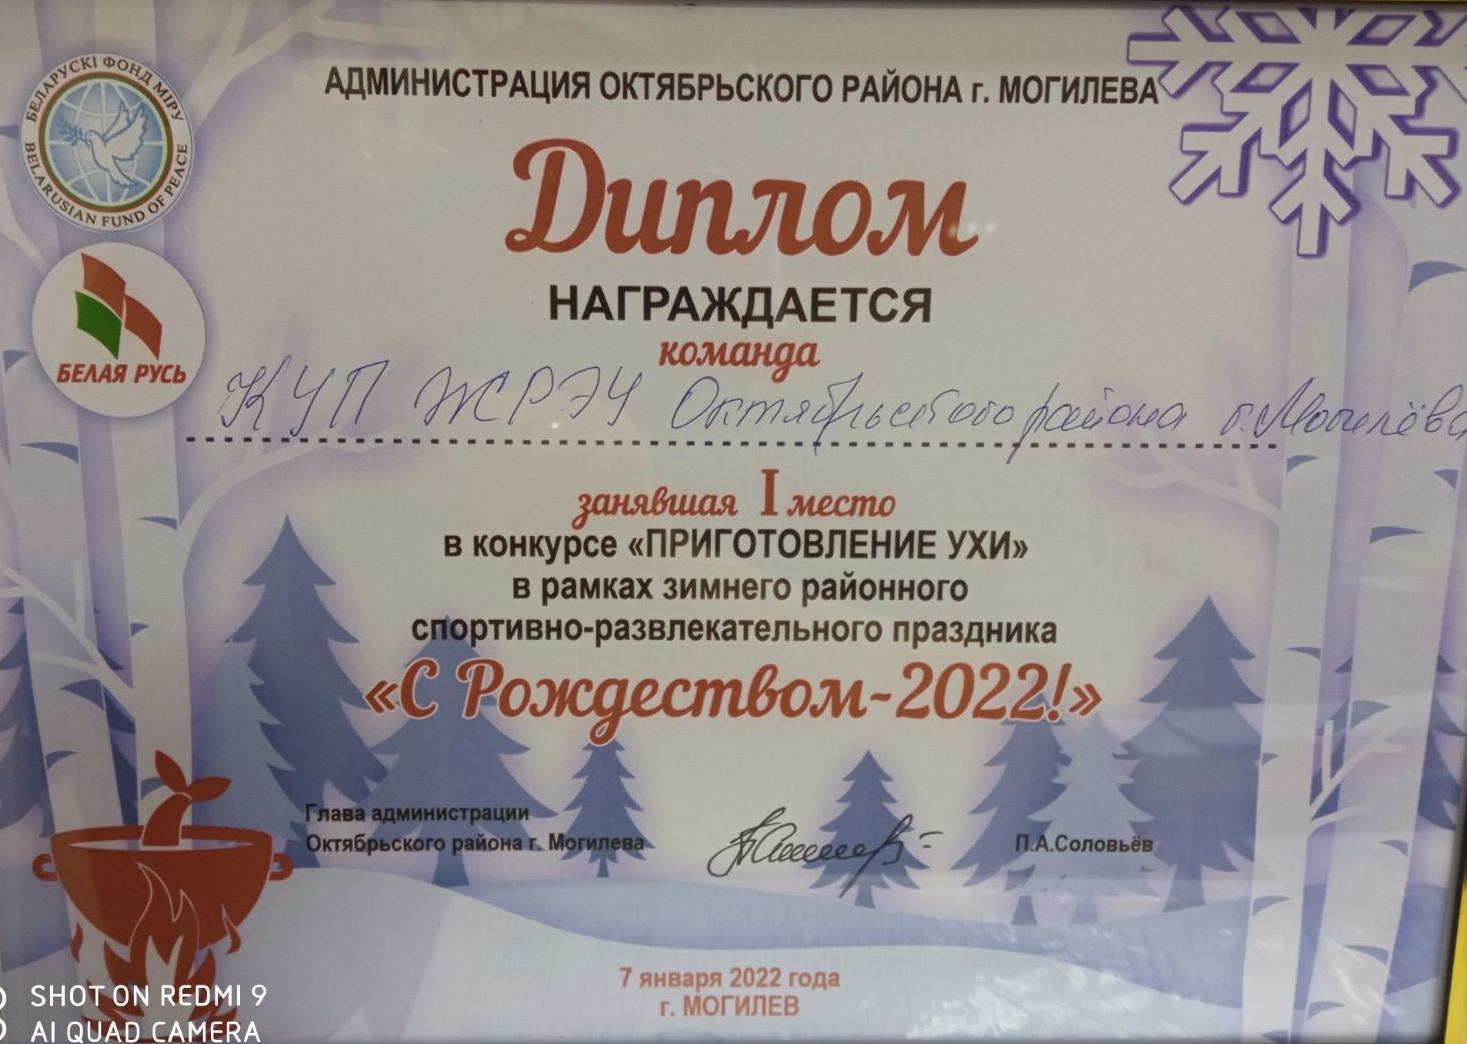 АДМИНИСТРАЦИЯ ОКТЯБРЬСКОГО РАЙОНА г. МОГИЛЕВА
БЕЛАРУСКІ ФОНД МІРУ
BELARUSIAN FUND OF PEACE
Диплом
БЕЛАЯ РУСЬ
НАГРАЖДАЕТСЯ
команда
КУП ЖРЭУ Октябрьского района г. Могилёва
занявшая I место
в конкурсе «ПРИГОТОВЛЕНИЕ УХИ»
в рамках зимнего районного
спортивно-развлекательного праздника
«С Рождеством-2022!»
Глава администрации
Октябрьского района г. Могилева
П.А.Соловьёв
7 января 2022 года
г. МОГИЛЕВ
SHOT ON REDMI 9
AI QUAD CAMERA